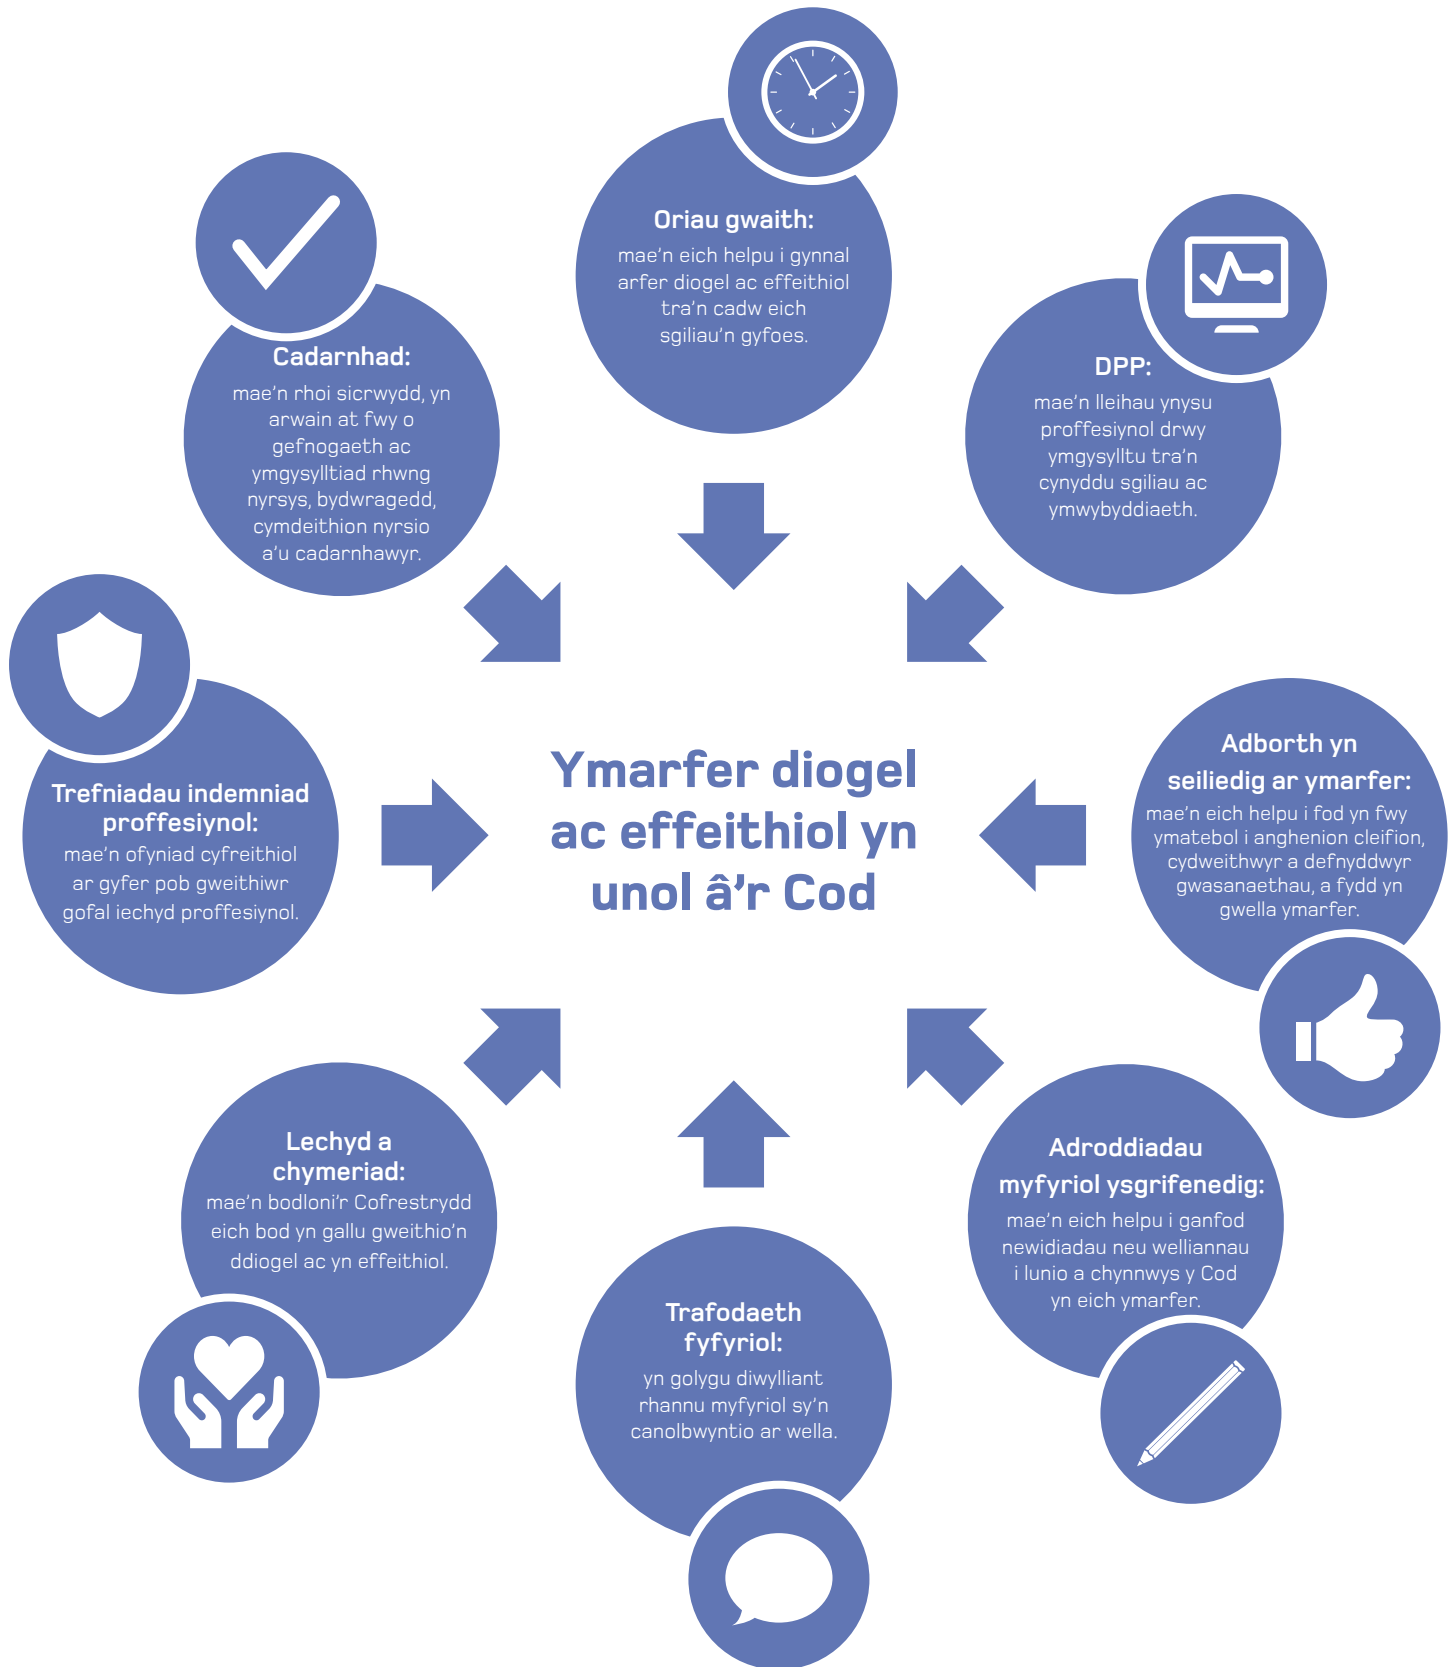 Oriau gwaith:
mae'n eich helpu i gynnal
arfer diogel ac effeithiol
tra'n cadw eich
sgiliau'n gyfoes.
DPP:
mae'n lleihau ynysu
proffesiynol drwy
ymgysylltu tra'n
cynyddu sgiliau ac
ymwybyddiaeth.
Adborth yn
seiliedig ar ymarfer:
mae'n eich helpu i fod yn fwy
ymatebol i anghenion cleifion,
cydweithwyr a defnyddwyr
gwasanaethau, a fydd yn
gwella ymarfer.
Adroddiadau
myfyriol ysgrifenedig:
mae'n eich helpu i ganfod
newidiadau neu welliannau
i lunio a chynnwys y Cod
yn eich ymarfer.
Trafodaeth
fyfyriol:
yn golygu diwylliant
rhannu myfyriol sy'n
canolbwyntio ar wella.
Lechyd a
chymeriad:
mae'n bodloni'r Cofrestrydd
eich bod yn gallu gweithio'n
ddiogel ac yn effeithiol.
Trefniadau indemniad
proffesiynol:
mae'n ofyniad cyfreithiol
ar gyfer pob gweithiwr
gofal iechyd proffesiynol.
Cadarnhad:
mae'n rhoi sicrwydd, yn
arwain at fwy o
gefnogaeth ac
ymgysylltiad rhwng
nyrsys, bydwragedd,
cymdeithion nyrsio
a'u cadarnhawyr.
Ymarfer diogel
ac effeithiol yn
unol â'r Cod